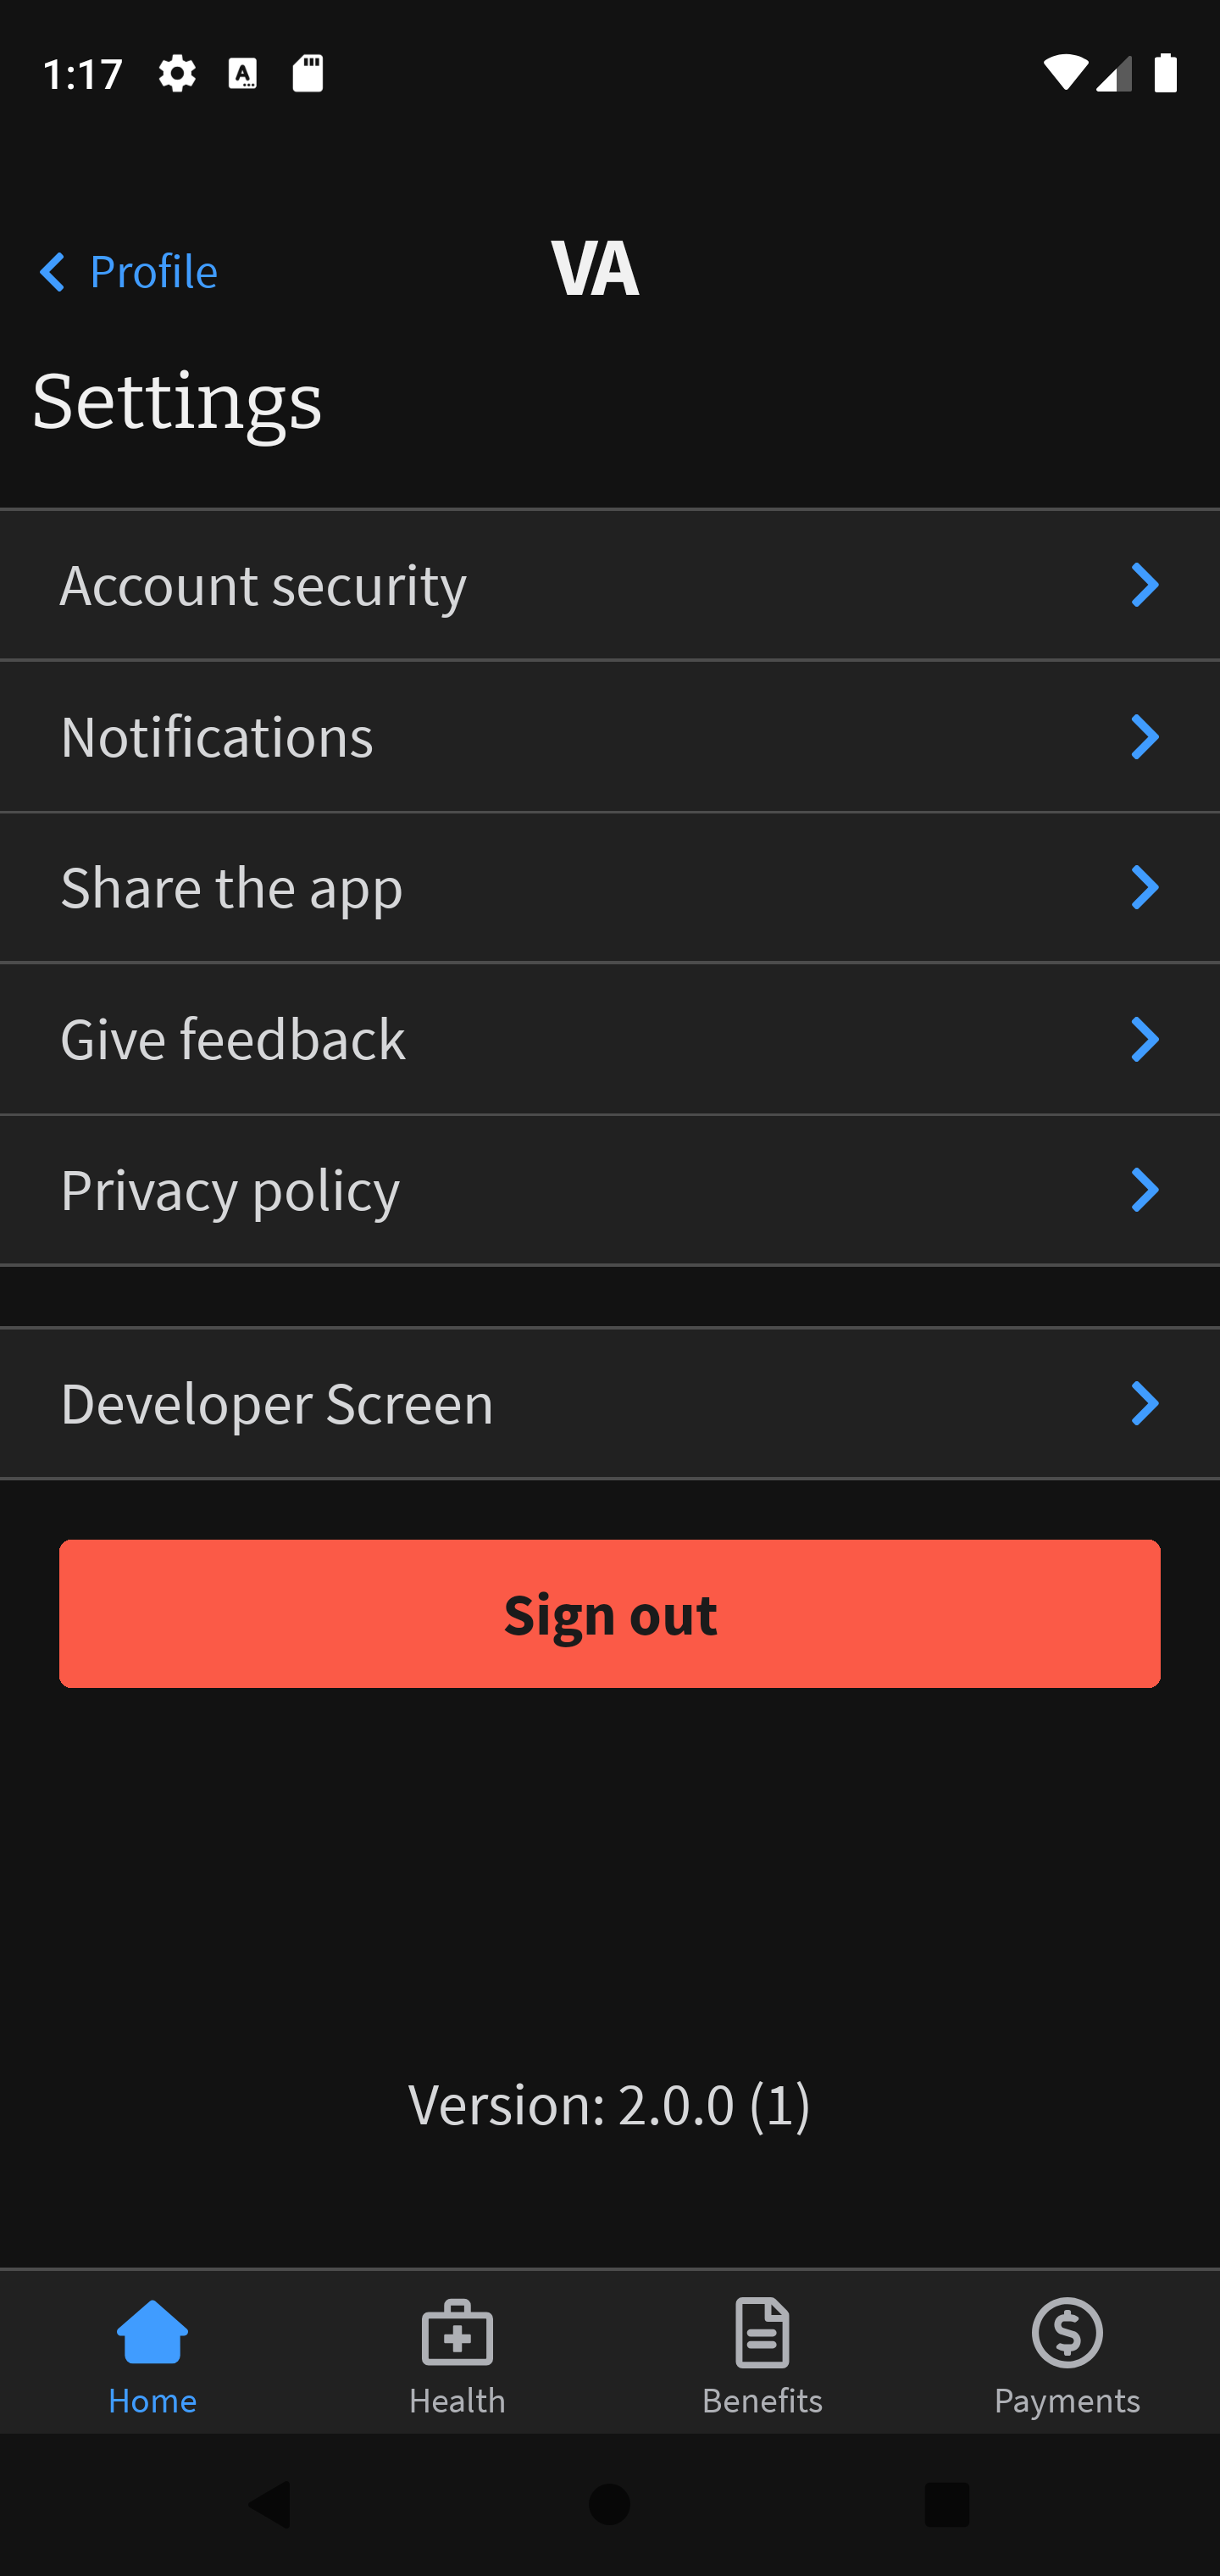 1:17
Profile
VA
Settings
Account security
Notifications
Share the app
Give feedback
Privacy policy
Developer Screen
Sign out
Version: 2.0.0 (1)
Home
Health
Benefits
Payments